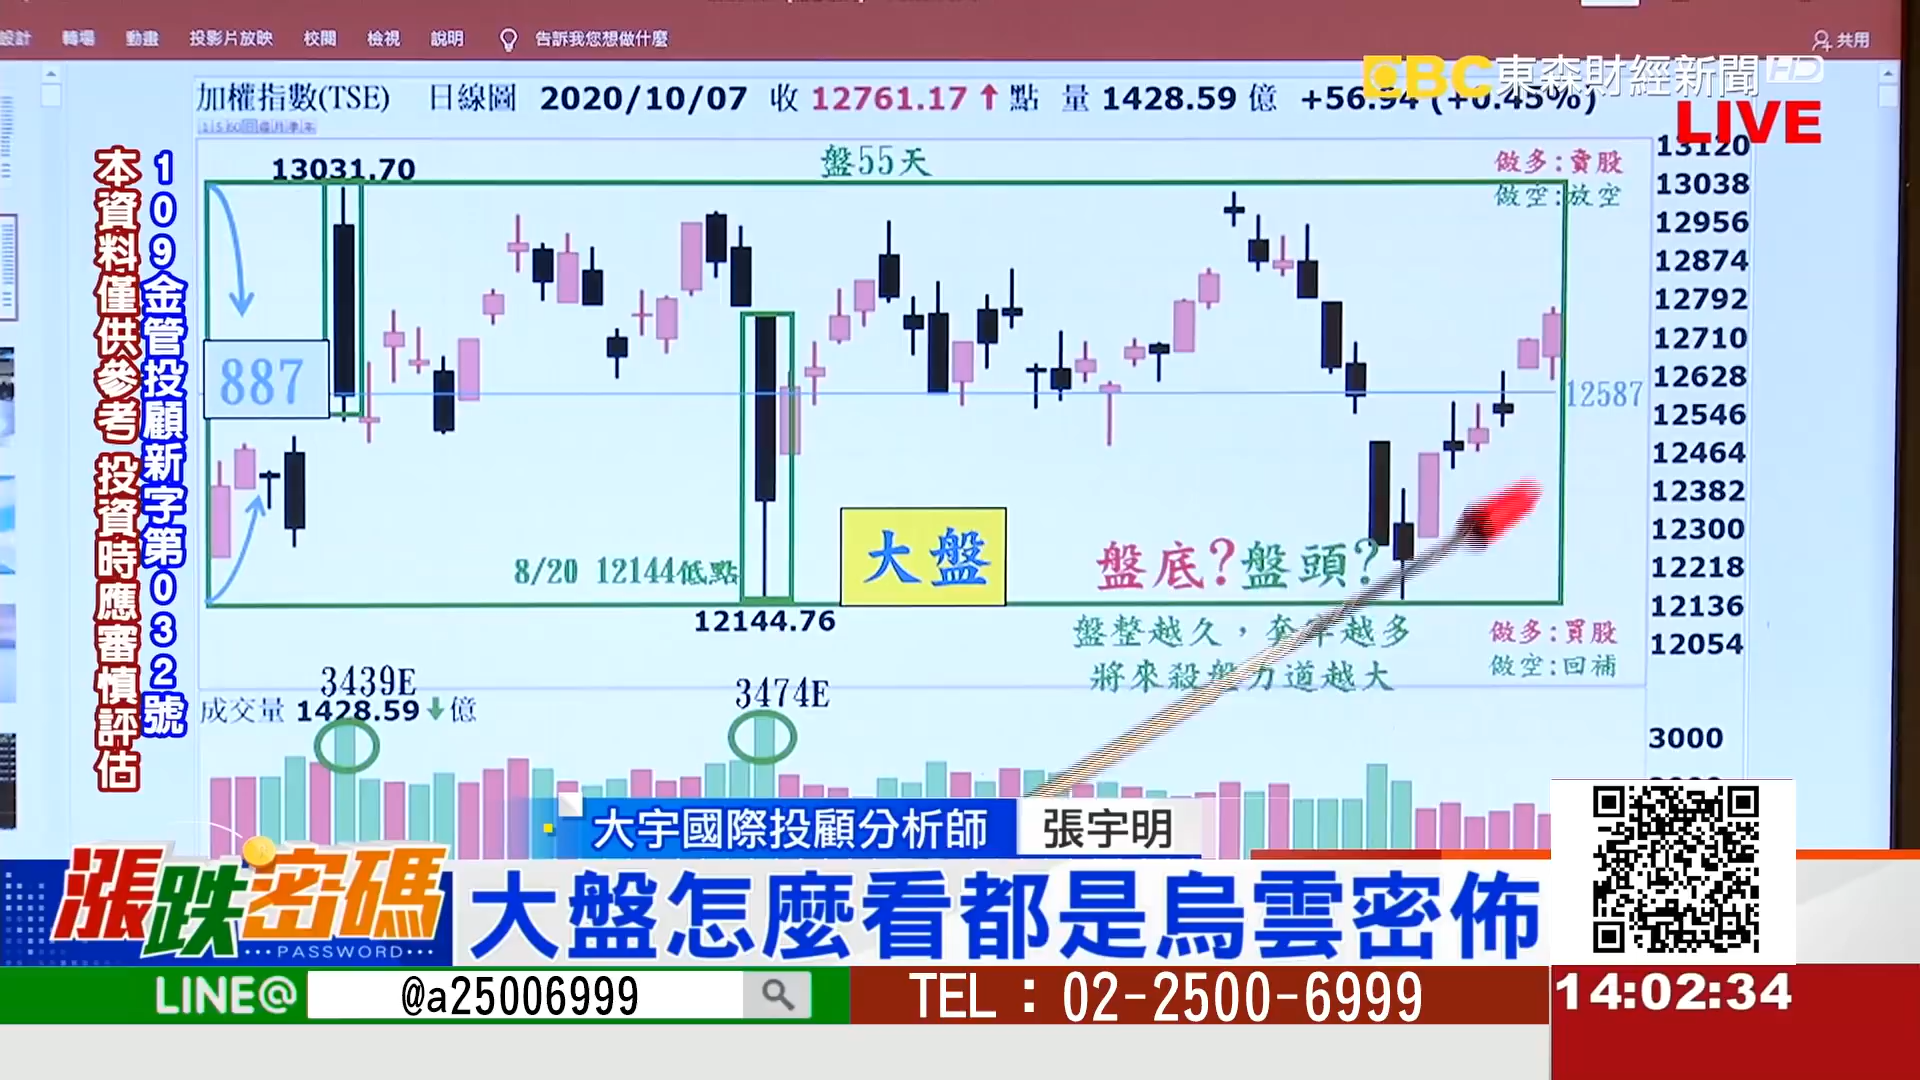 設計 轉場 動畫 投影片放映 校閱 檢視 說明 告訴我您想做什麼 共用
EBC 東森財經新聞 HD
LIVE
加權指數(TSE) 日線圖 2020/10/07 收 12761.17 點 量 1428.59 億 +56.94 (+0.45%)
109金管投顧新字第032號
本資料僅供參考 投資時應審慎評估
13031.70
盤55天
做多:賣股
做空:放空
887
12587
13120
13038
12956
12874
12792
12710
12628
12546
12464
12382
12300
12218
12136
12054
8/20 12144低點
大盤
盤底?盤頭?
12144.76
盤整越久，套牢越多
將來殺盤力道越大
做多:買股
做空:回補
3439E
3474E
成交量 1428.59 億
3000
大宇國際投顧分析師 張宇明
漲跌密碼
PASSWORD
大盤怎麼看都是烏雲密佈
LINE@ @a25006999
TEL：02-2500-6999
14:02:34